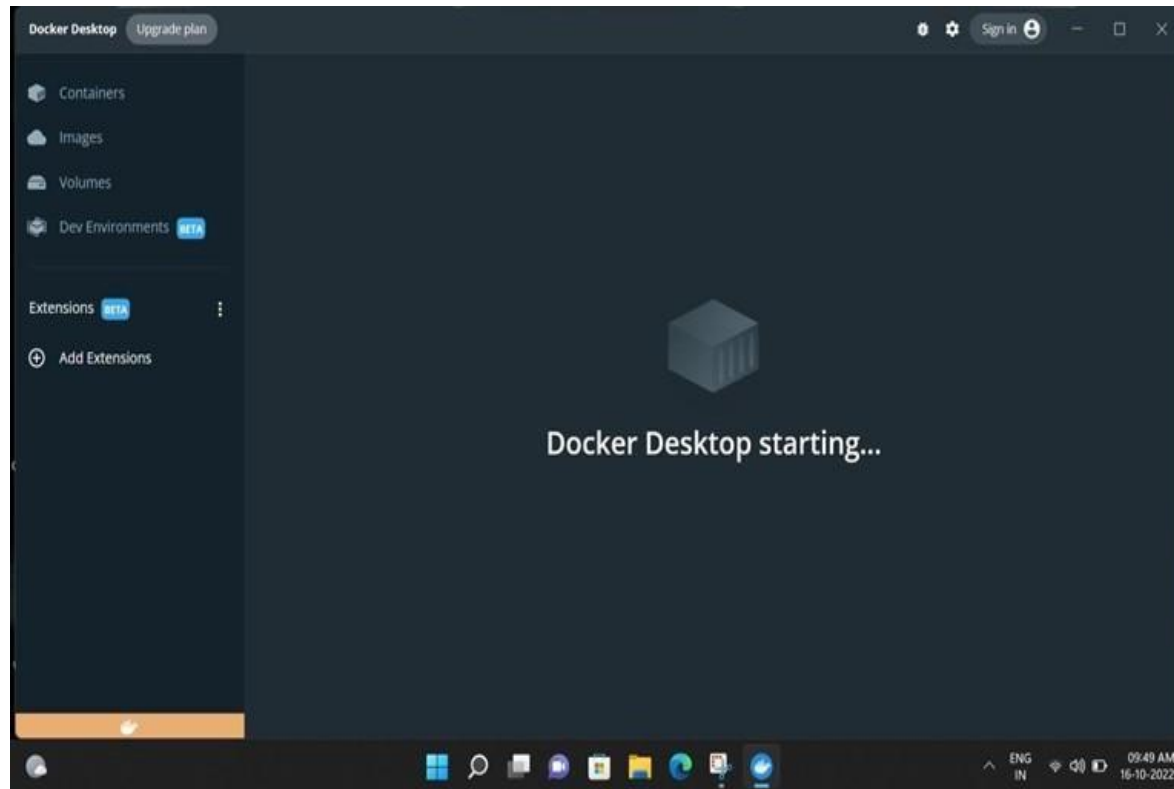 Docker Desktop Upgrade plan Sign in
Containers
Images
Volumes
Dev Environments BETA
Extensions BETA
Add Extensions
Docker Desktop starting...
ENG
IN
09:49 AM
16-10-2022